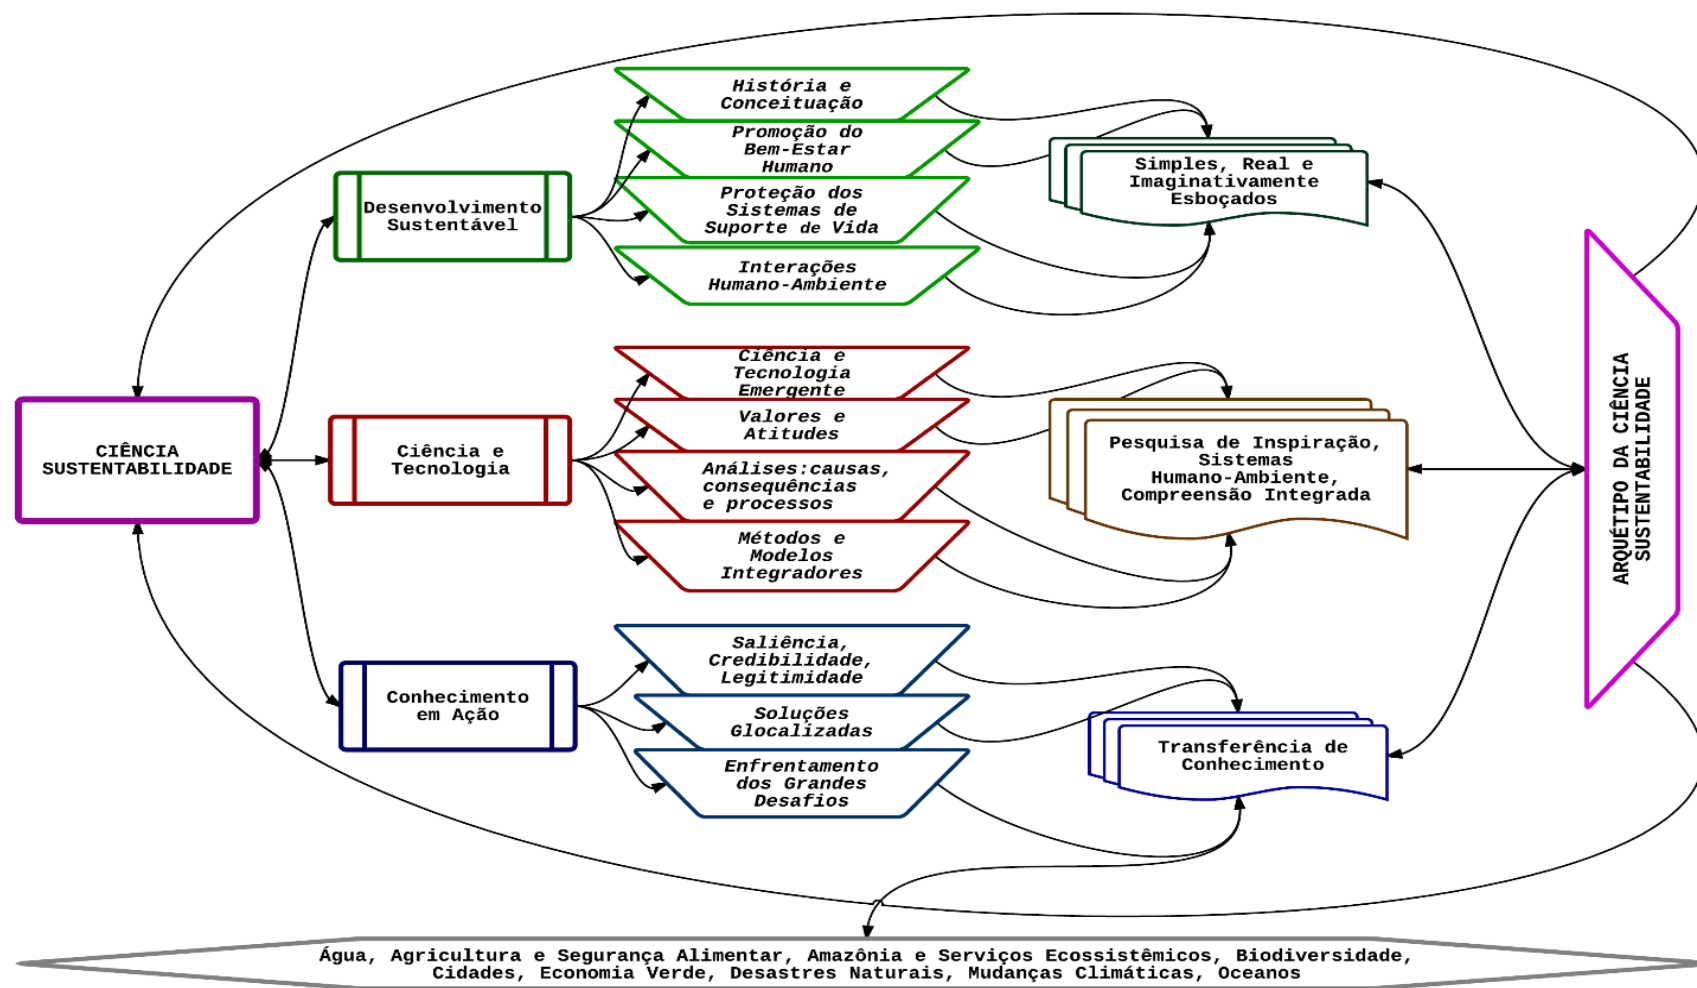 CIÊNCIA
SUSTENTABILIDADE
Desenvolvimento
Sustentável
História e
Conceituação
Promoção do
Bem-Estar
Humano
Proteção dos
Sistemas de
Suporte de Vida
Interações
Humano-Ambiente
Simples, Real e
Imaginativamente
Esboçados
Ciência e
Tecnologia
Ciência e
Tecnologia
Emergente
Valores e
Atitudes
Análises:causas,
consequências
e processos
Métodos e
Modelos
Integradores
Pesquisa de Inspiração,
Sistemas
Humano-Ambiente,
Compreensão Integrada
Conhecimento
em Ação
Saliência,
Credibilidade,
Legitimidade
Soluções
Glocalizadas
Enfrentamento
dos Grandes
Desafios
Transferência de
Conhecimento
ARQUÉTIPO DA CIÊNCIA
SUSTENTABILIDADE
Água, Agricultura e Segurança Alimentar, Amazônia e Serviços Ecossistêmicos, Biodiversidade,
Cidades, Economia Verde, Desastres Naturais, Mudanças Climáticas, Oceanos